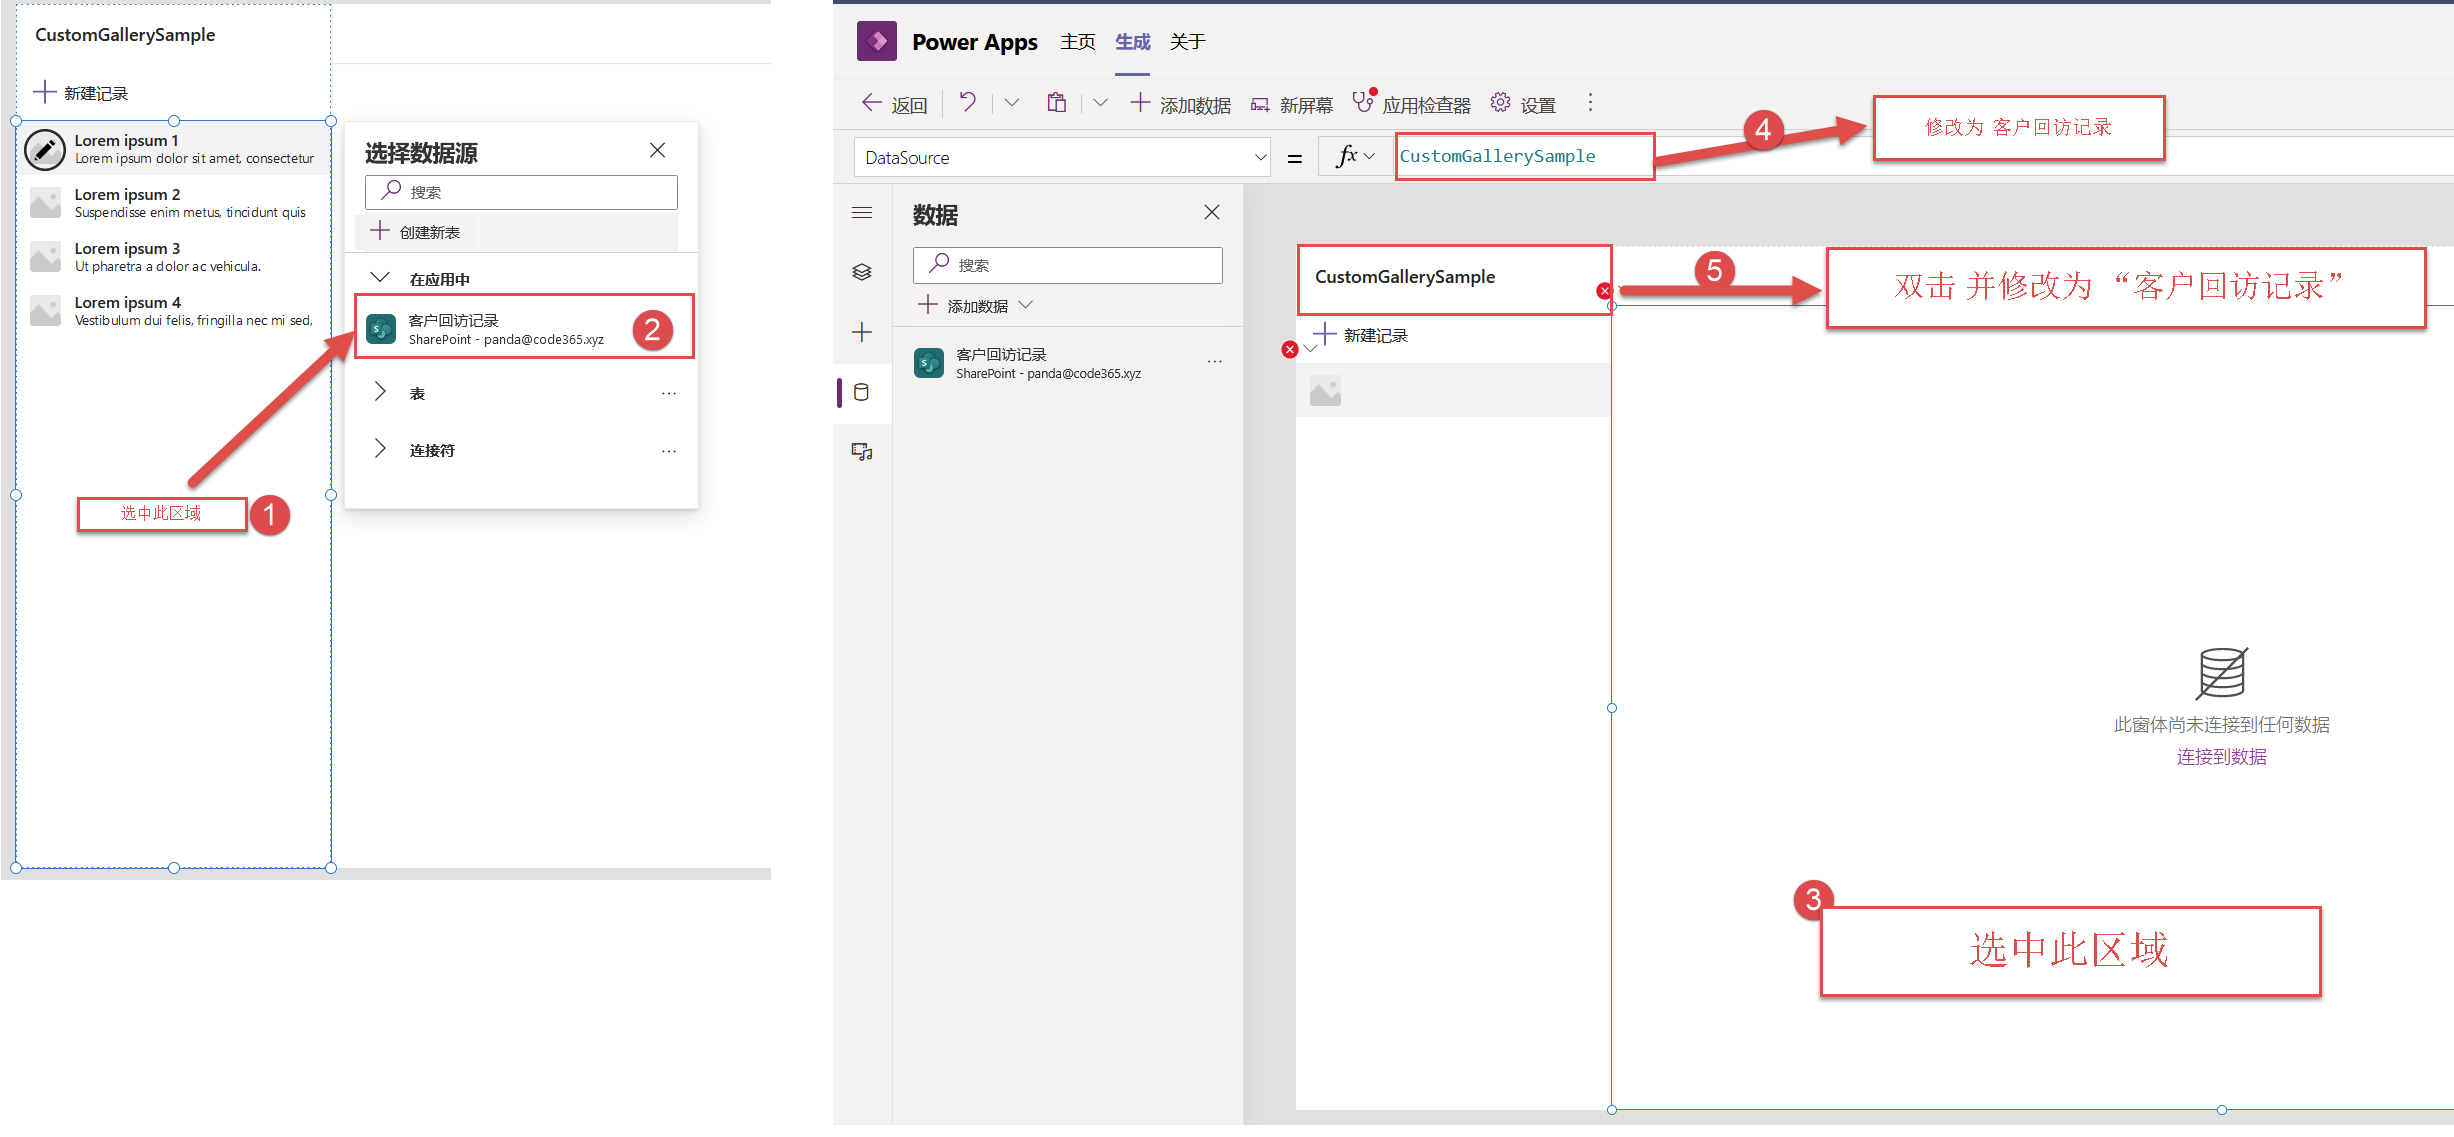 CustomGallerySample
新建记录
Lorem ipsum 1
Lorem ipsum dolor sit amet, consectetur
Lorem ipsum 2
Suspendisse enim metus, tincidunt quis
Lorem ipsum 3
Ut pharetra a dolor ac vehicula.
Lorem ipsum 4
Vestibulum dui felis, fringilla nec mi sed,
选中此区域 1
选择数据源
搜索
创建新表
在应用中
客户回访记录
SharePoint - panda@code365.xyz
2
表 ...
连接符 ...
Power Apps 主页 生成 关于
返回 添加数据 新屏幕 应用检查器 设置
4
修改为 客户回访记录
DataSource = fx CustomGallerySample
数据
搜索
添加数据
客户回访记录 ...
SharePoint - panda@code365.xyz
CustomGallerySample
5
双击 并修改为 “客户回访记录”
新建记录
此窗体尚未连接到任何数据
连接到数据
3
选中此区域